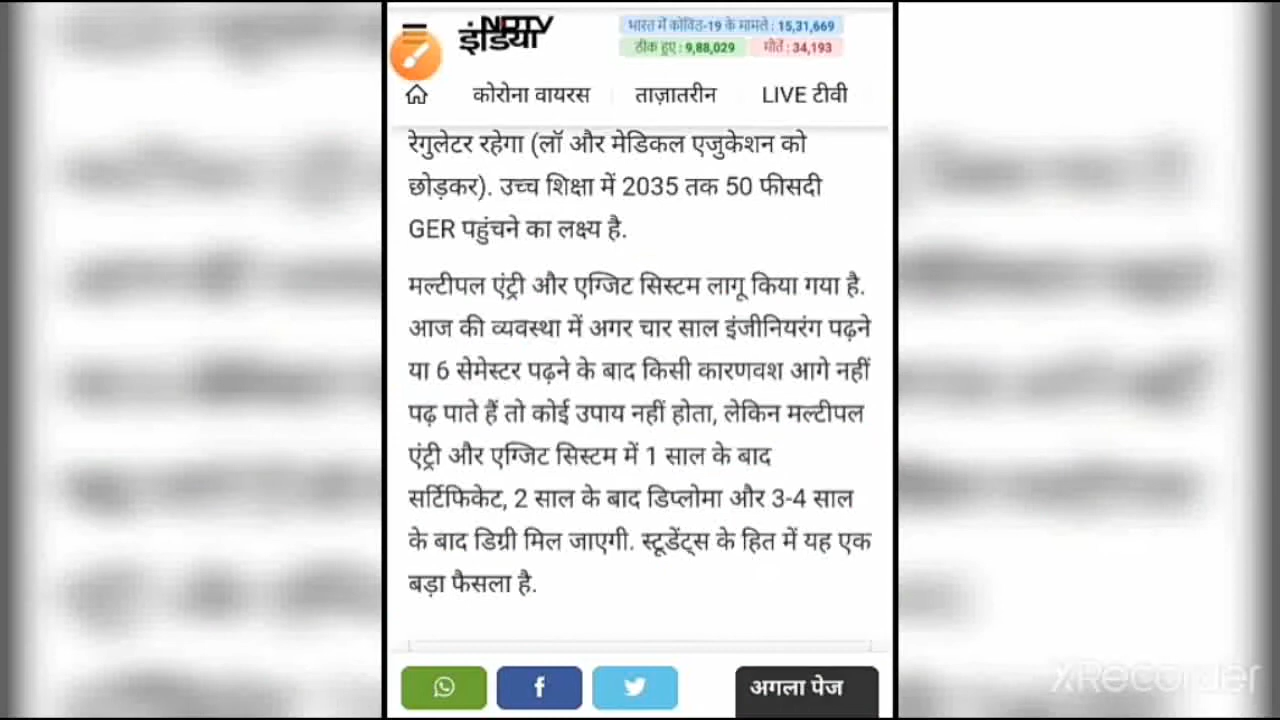 NDTV
इंडिया
भारत में कोविड-19 के मामले : 15,31,669
ठीक हुए : 9,88,029 मौतें : 34,193
कोरोना वायरस ताज़ातरीन LIVE टीवी
रेगुलेटर रहेगा (लॉ और मेडिकल एजुकेशन को
छोड़कर). उच्च शिक्षा में 2035 तक 50 फीसदी
GER पहुंचने का लक्ष्य है.
मल्टीपल एंट्री और एग्जिट सिस्टम लागू किया गया है.
आज की व्यवस्था में अगर चार साल इंजीनियरंग पढ़ने
या 6 सेमेस्टर पढ़ने के बाद किसी कारणवश आगे नहीं
पढ़ पाते हैं तो कोई उपाय नहीं होता, लेकिन मल्टीपल
एंट्री और एग्जिट सिस्टम में 1 साल के बाद
सर्टिफिकेट, 2 साल के बाद डिप्लोमा और 3-4 साल
के बाद डिग्री मिल जाएगी. स्टूडेंट्स के हित में यह एक
बड़ा फैसला है.
अगला पेज
XRecorder